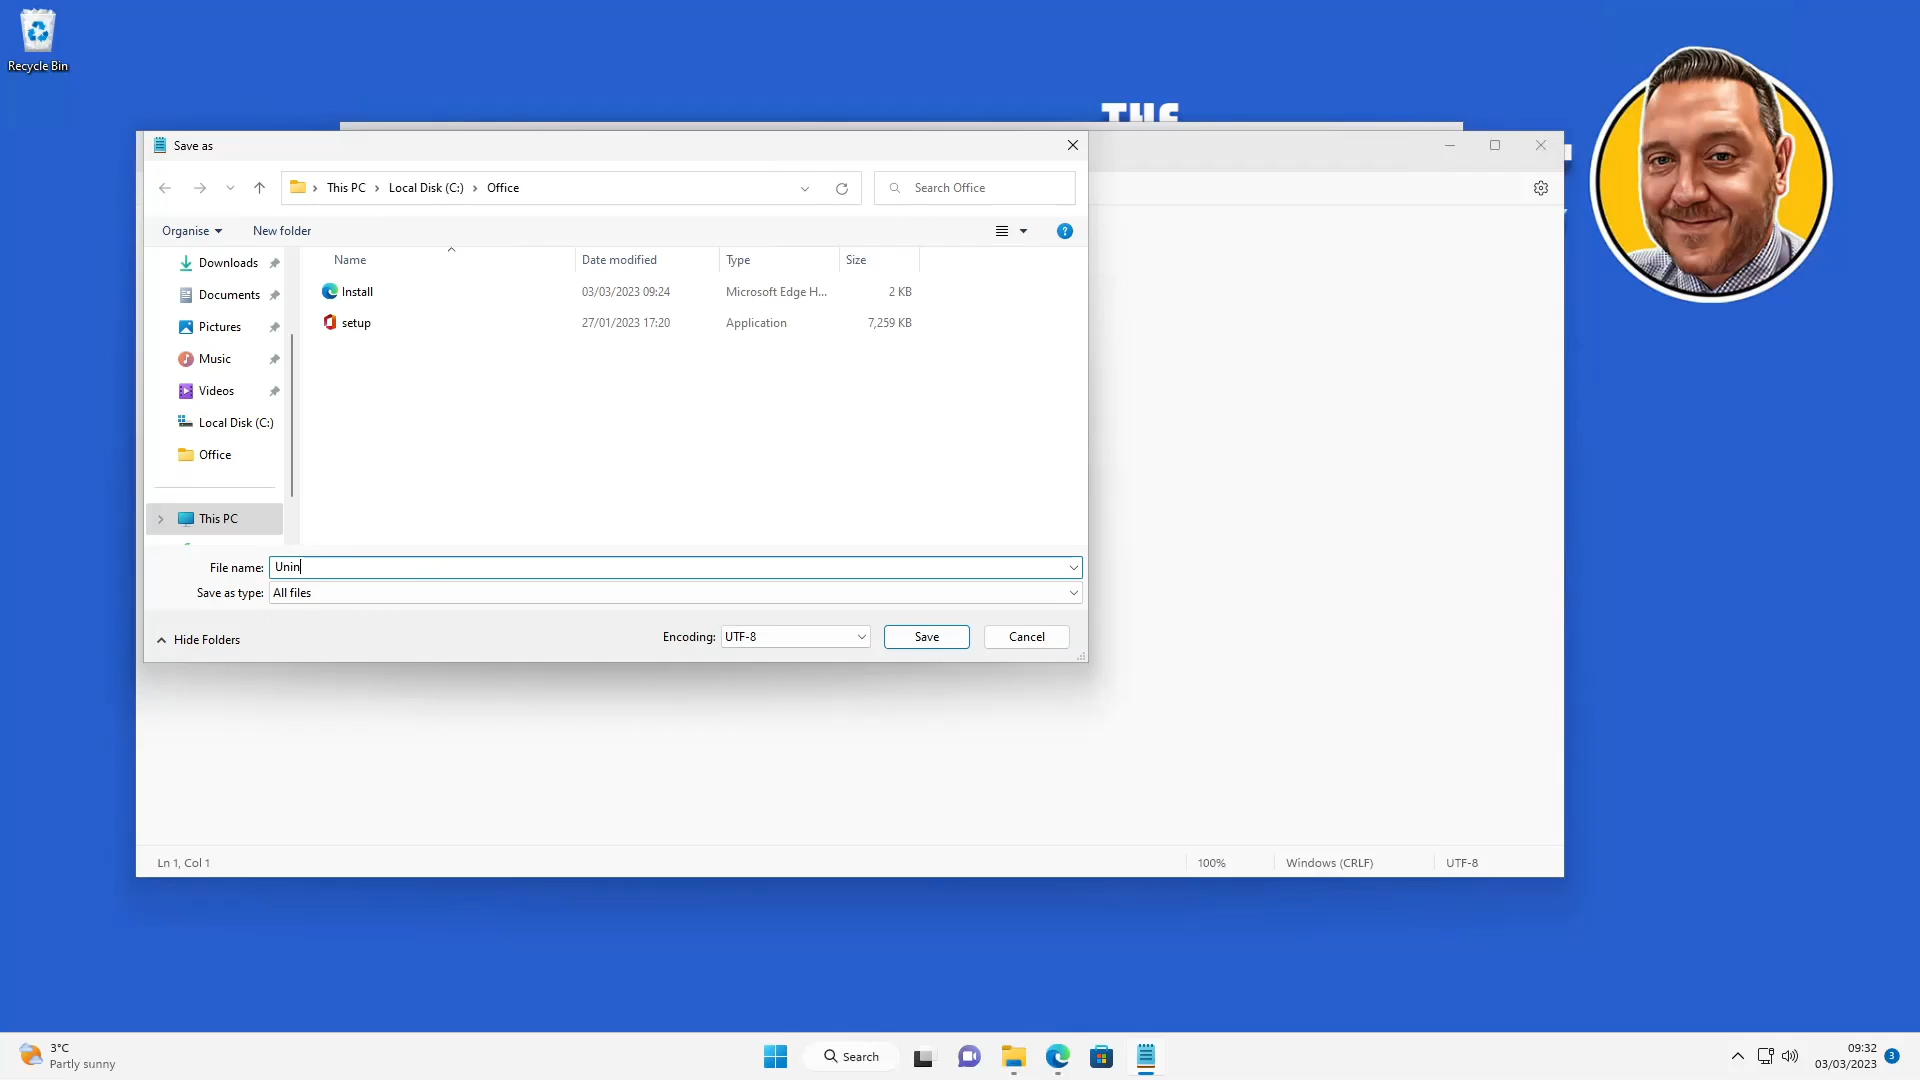 Recycle Bin
THE
Save as
This PC
Local Disk (C:)
Office
Search Office
Organise
New folder
Name
Date modified
Type
Size
Downloads
Documents
Pictures
Music
Videos
Local Disk (C:)
Office
This PC
Install
03/03/2023 09:24
Microsoft Edge H...
2 KB
setup
27/01/2023 17:20
Application
7,259 KB
File name:
Unin
Save as type:
All files
Hide Folders
Encoding:
UTF-8
Save
Cancel
Ln 1, Col 1
100%
Windows (CRLF)
UTF-8
3°C
Partly sunny
Search
09:32
03/03/2023
3